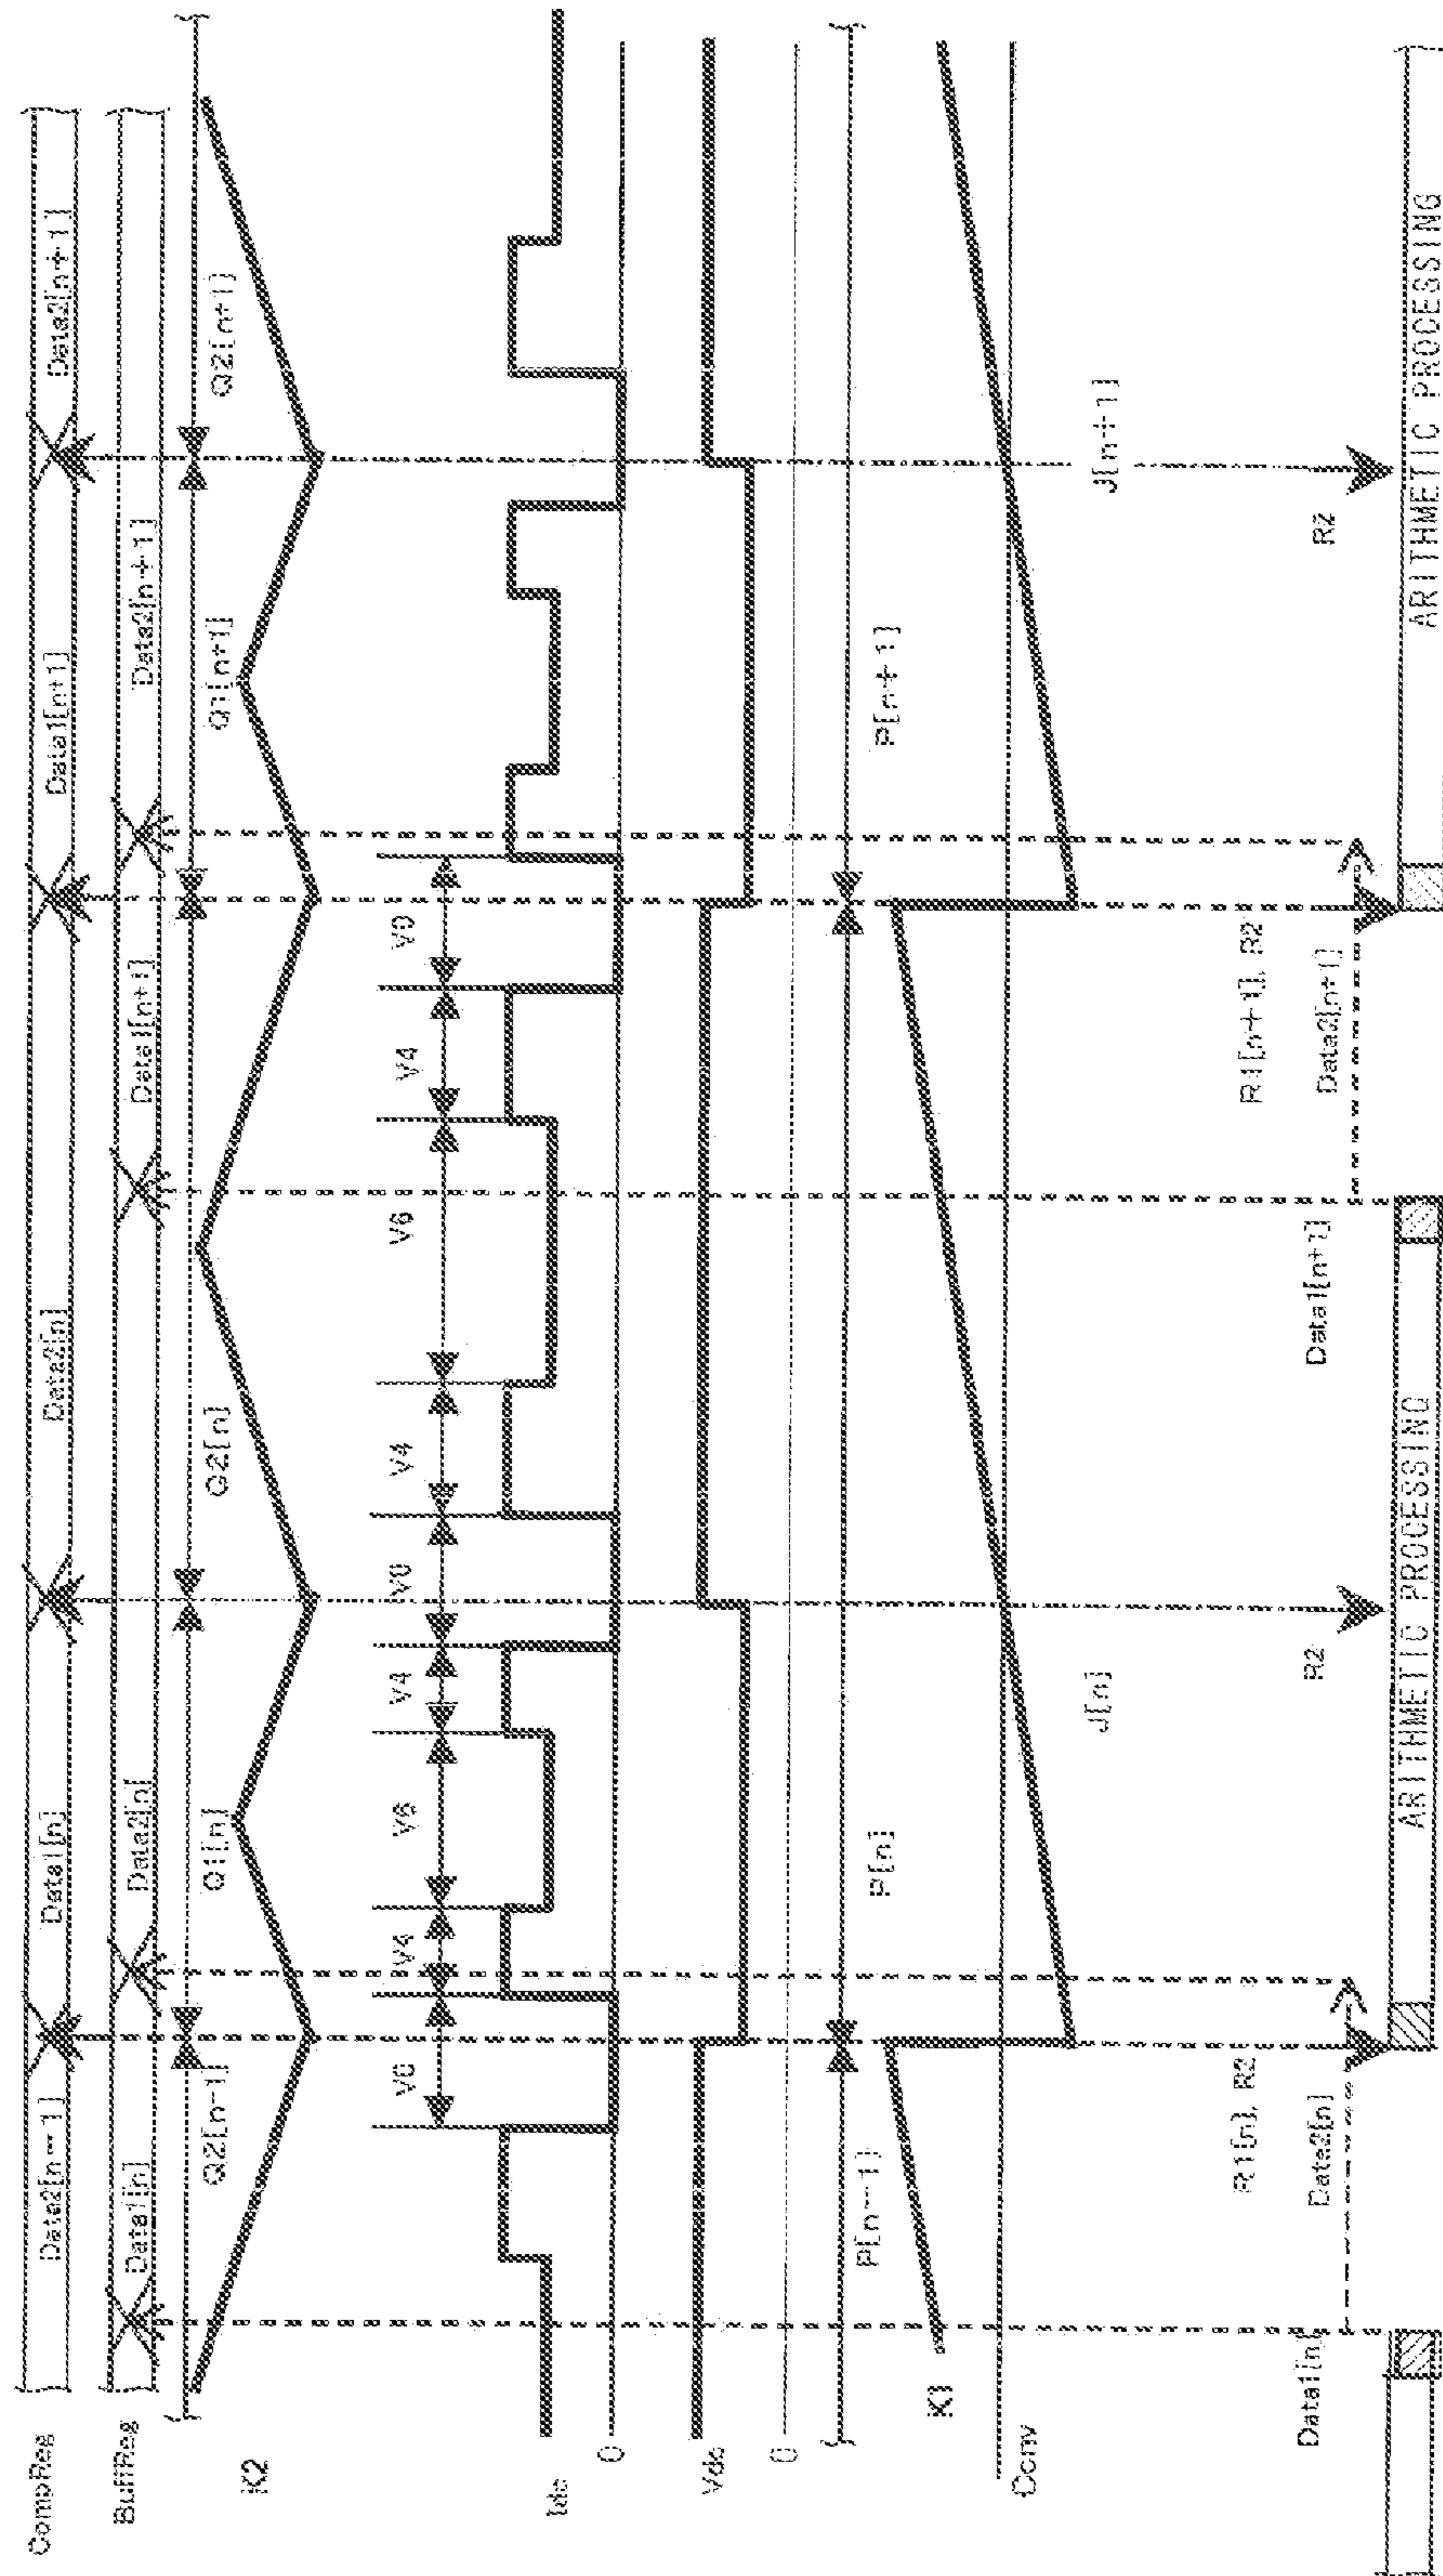 CompReg
Data2[n-1]
Data1[n]
Data2[n]
Data1[n+1]
Data2[n+1]
BuffReg
Data1[n]
Data2[n]
Data1[n+1]
Data2[n+1]
K2
Q2[n-1]
Q1[n]
Q2[n]
Q1[n+1]
Q2[n+1]
V0
V4
V6
V4
V0
V4
V6
V4
V0
Idc
0
Vdc
0
P[n-1]
P[n]
P[n+1]
K1
Ccnv
J[n]
J[n+1]
R1[n], R2
R2
R1[n+1], R2
R2
Data1[n]
Data2[n]
Data1[n+1]
Data2[n+1]
ARITHMETIC PROCESSING
ARITHMETIC PROCESSING